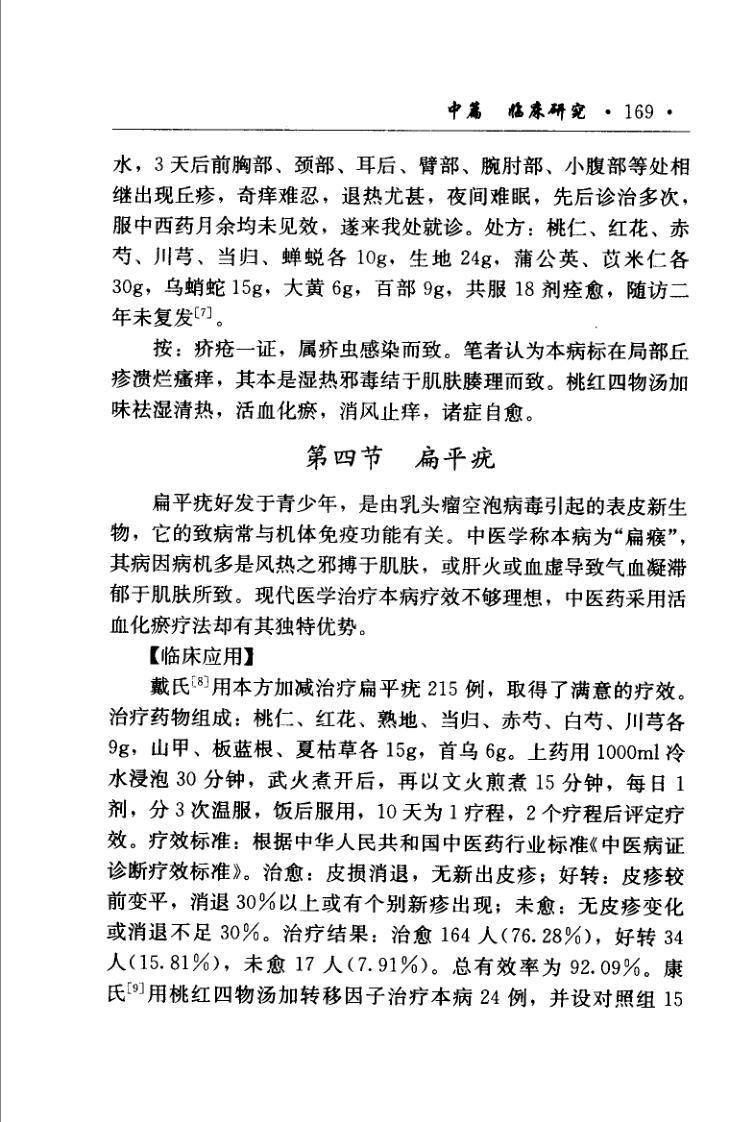 中篇　临床研究 · 169 ·
水，3 天后前胸部、颈部、耳后、臂部、腕肘部、小腹部等处相
继出现丘疹，奇痒难忍，退热尤甚，夜间难眠，先后诊治多次，
服中西药月余均未见效，遂来我处就诊。处方：桃仁、红花、赤
芍、川芎、当归、蝉蜕各 10g，生地 24g，蒲公英、苡米仁各
30g，乌蛸蛇 15g，大黄 6g，百部 9g，共服 18 剂痊愈，随访二
年未复发[7]。
按：疥疮一证，属疥虫感染而致。笔者认为本病标在局部丘
疹溃烂瘙痒，其本是湿热邪毒结于肌肤腠理而致。桃红四物汤加
味祛湿清热，活血化瘀，消风止痒，诸症自愈。
第四节　扁平疣
扁平疣好发于青少年，是由乳头瘤空泡病毒引起的表皮新生
物，它的致病常与机体免疫功能有关。中医学称本病为“扁瘊”，
其病因病机多是风热之邪搏于肌肤，或肝火或血虚导致气血凝滞
郁于肌肤所致。现代医学治疗本病疗效不够理想，中医药采用活
血化瘀疗法却有其独特优势。
【临床应用】
戴氏[8]用本方加减治疗扁平疣 215 例，取得了满意的疗效。
治疗药物组成：桃仁、红花、熟地、当归、赤芍、白芍、川芎各
9g，山甲、板蓝根、夏枯草各 15g，首乌 6g。上药用 1000ml 冷
水浸泡 30 分钟，武火煮开后，再以文火煎煮 15 分钟，每日 1
剂，分 3 次温服，饭后服用，10 天为 1 疗程，2 个疗程后评定疗
效。疗效标准：根据中华人民共和国中医药行业标准《中医病证
诊断疗效标准》。治愈：皮损消退，无新出皮疹；好转：皮疹较
前变平，消退 30％以上或有个别新疹出现；未愈：无皮疹变化
或消退不足 30％。治疗结果：治愈 164 人(76.28％)，好转 34
人(15.81％)，未愈 17 人(7.91％)。总有效率为 92.09％。康
氏[9]用桃红四物汤加转移因子治疗本病 24 例，并设对照组 15